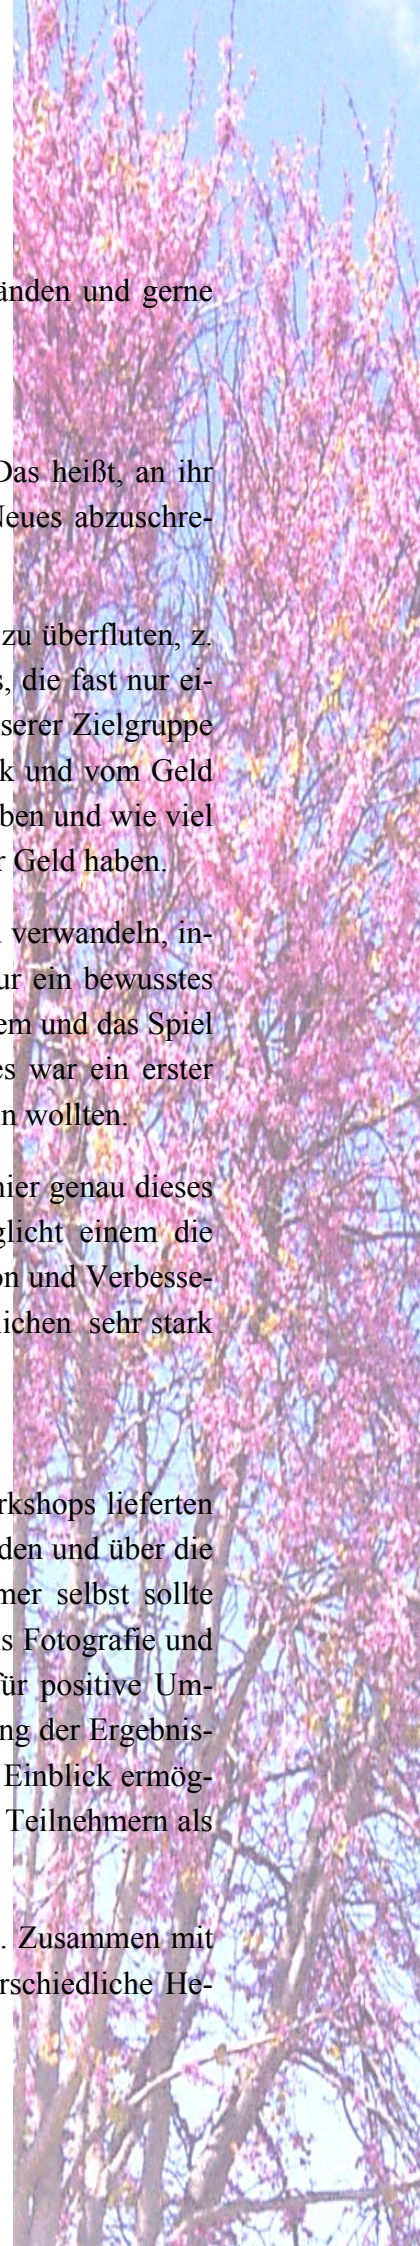 änden und gerne
Das heißt, an ihr
Neues abzuschre-
zu überfluten, z.
s, die fast nur ei-
serer Zielgruppe
k und vom Geld
ben und wie viel
r Geld haben.
verwandeln, in-
ur ein bewusstes
em und das Spiel
es war ein erster
n wollten.
hier genau dieses
glicht einem die
on und Verbesse-
lichen sehr stark
rkshops lieferten
den und über die
mer selbst sollte
s Fotografie und
für positive Um-
ng der Ergebnis-
Einblick ermög-
Teilnehmern als
. Zusammen mit
rschiedliche He-